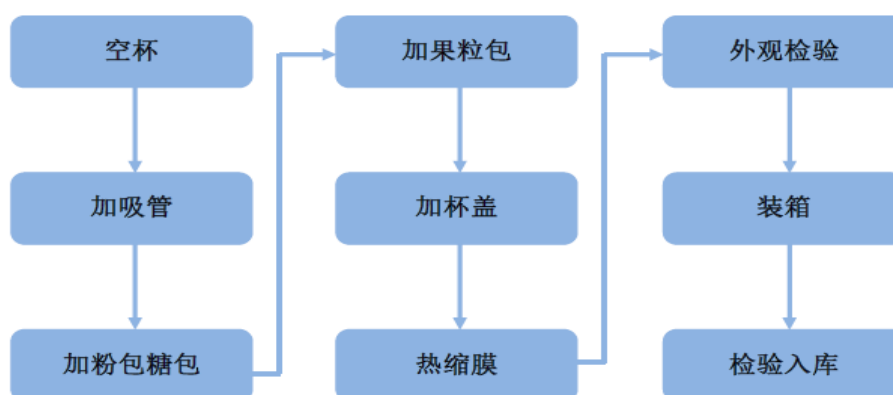 空杯
加吸管
加粉包糖包
加果粒包
加杯盖
热缩膜
外观检验
装箱
检验入库